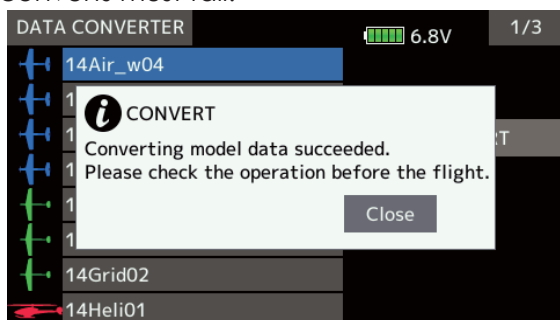 DATA CONVERTER
6.8V
1/3
14Air_w04
CONVERT
Converting model data succeeded.
Please check the operation before the flight.
Close
14Grid02
14Heli01